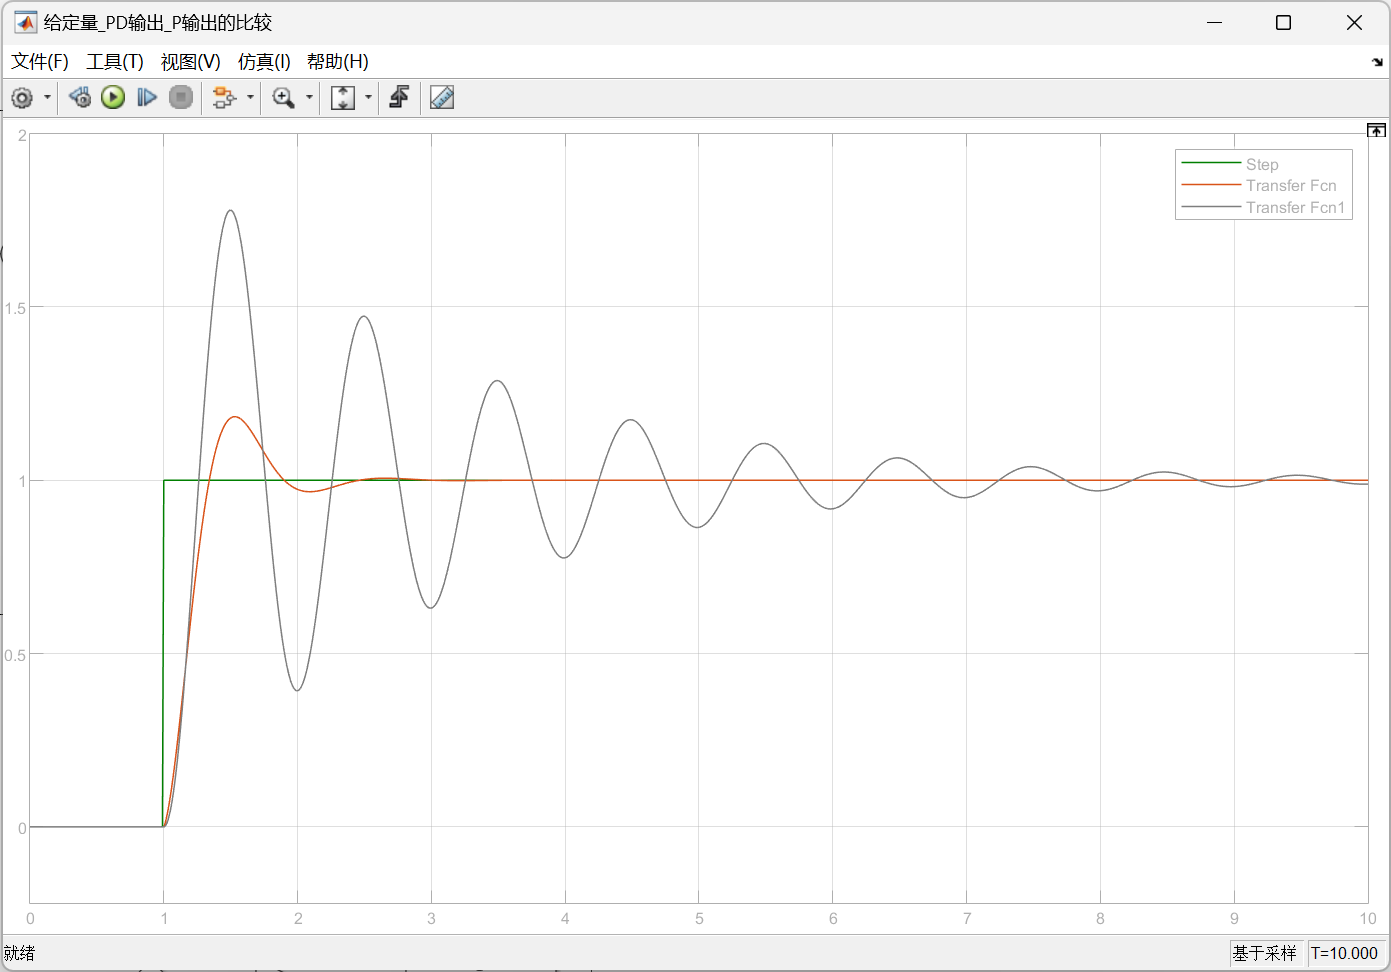 给定量_PD输出_P输出的比较
文件(F) 工具(T) 视图(V) 仿真(I) 帮助(H)
Step
Transfer Fcn
Transfer Fcn1
2
1.5
1
0.5
0
0 1 2 3 4 5 6 7 8 9 10
就绪 基于采样 T=10.000